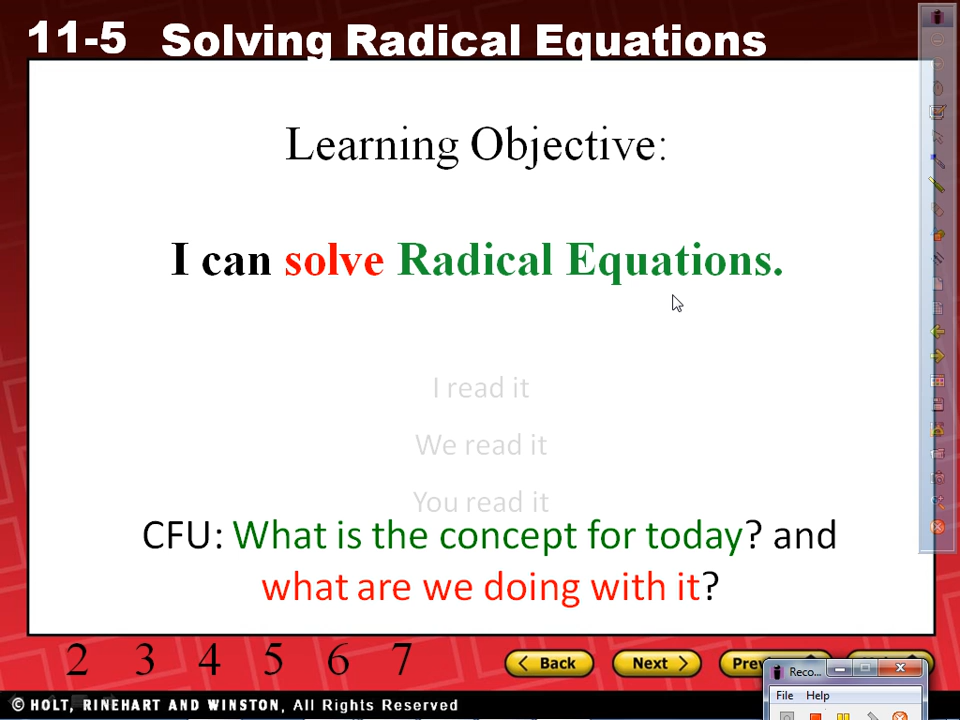 11-5 Solving Radical Equations
Learning Objective:
I can solve Radical Equations.
I read it
We read it
You read it
CFU: What is the concept for today? and
what are we doing with it?
2 3 4 5 6 7
< Back Next >
Reco...
File Help
© HOLT, RINEHART AND WINSTON, All Rights Reserved